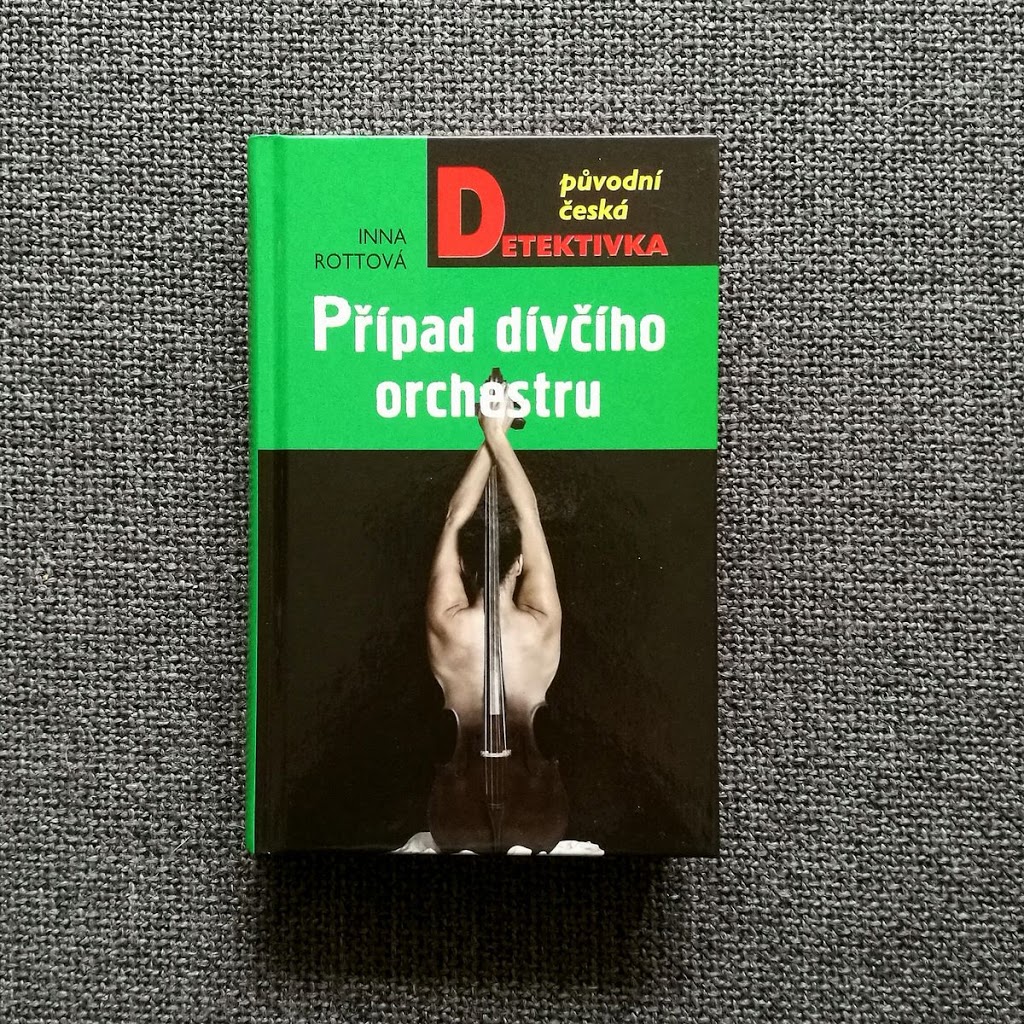 původní
česká
DETEKTIVKA
INNA
ROTTOVÁ
Případ dívčího
orchestru